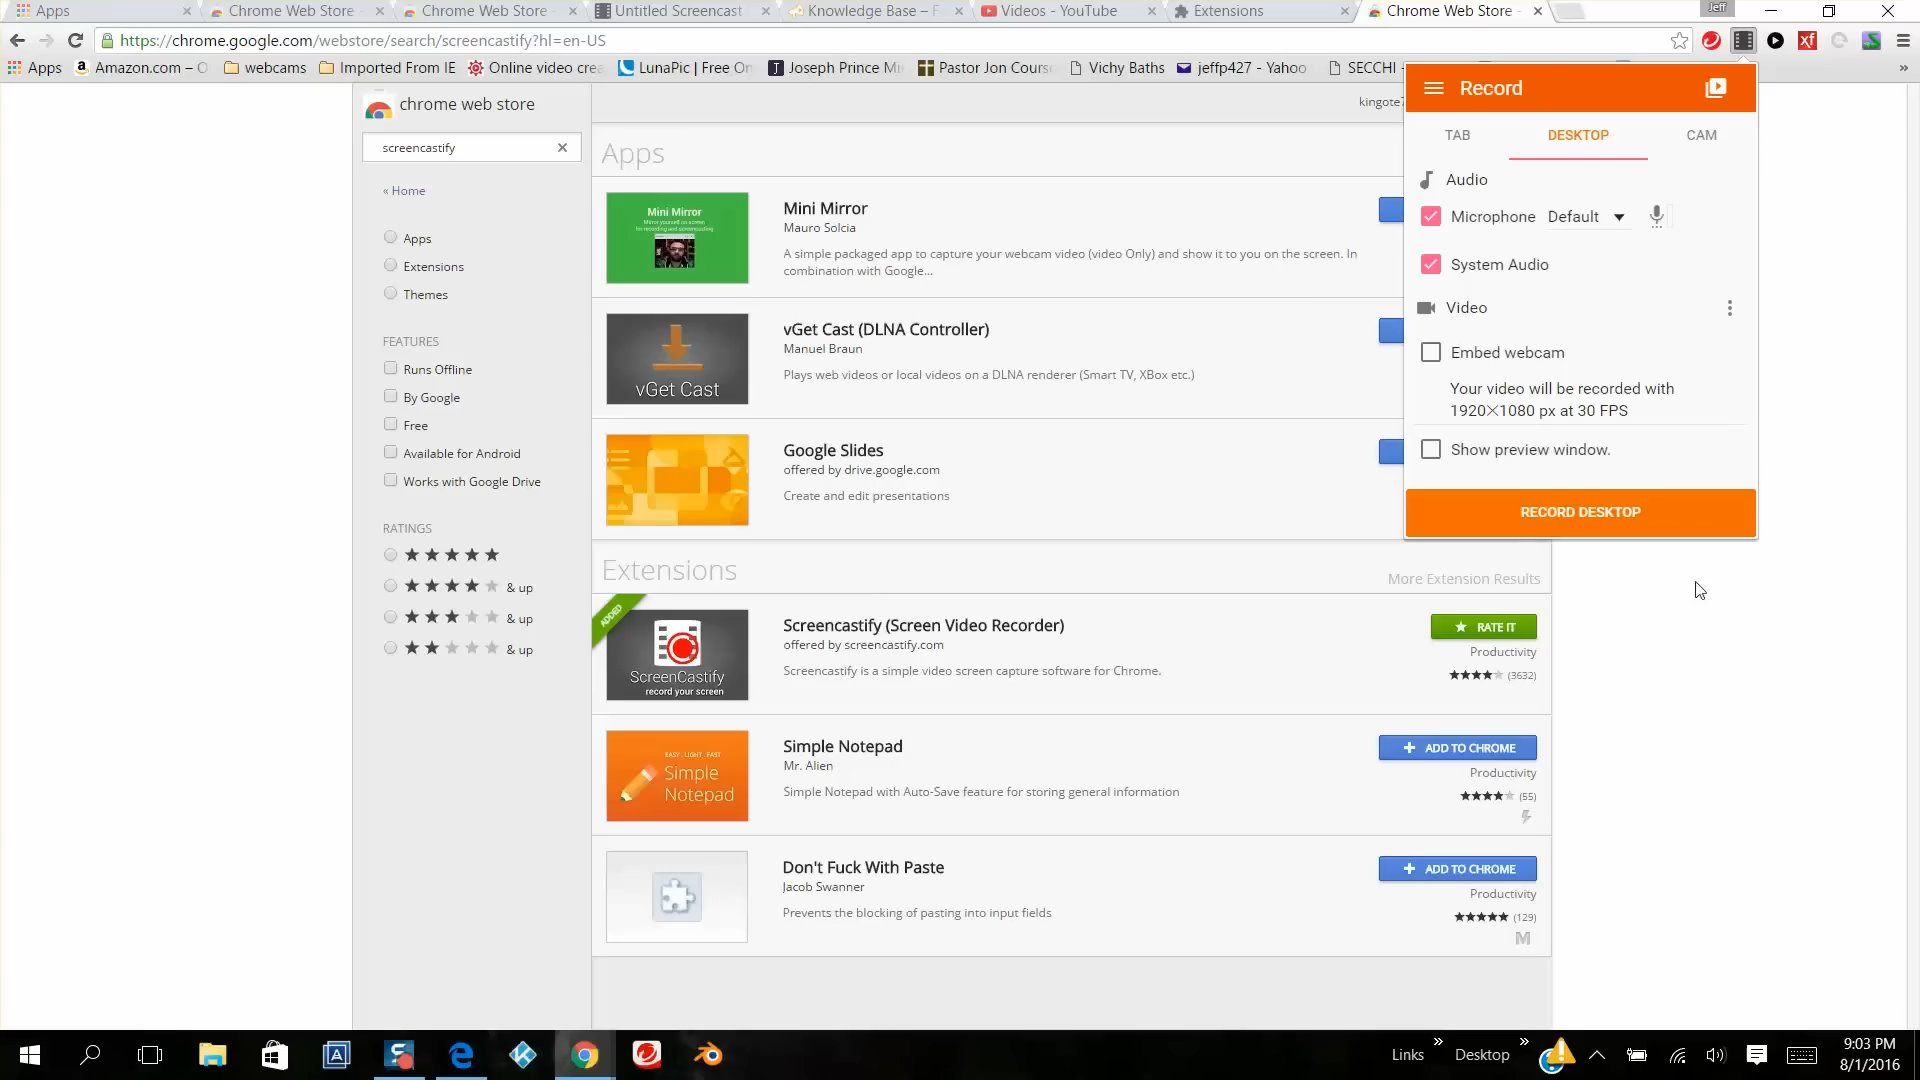 Apps
Chrome Web Store
Chrome Web Store
Untitled Screencast
Knowledge Base – F
Videos - YouTube
Extensions
Chrome Web Store -
Jeff
https://chrome.google.com/webstore/search/screencastify?hl=en-US
Apps
Amazon.com – O
webcams
Imported From IE
Online video crea
LunaPic | Free On
Joseph Prince Mi
Pastor Jon Cours
Vichy Baths
jeffp427 - Yahoo
SECCHI -
»
chrome web store
kingote7
screencastify
« Home
Apps
Extensions
Themes
FEATURES
Runs Offline
By Google
Free
Available for Android
Works with Google Drive
RATINGS
& up
& up
& up
Apps
Mini Mirror
Mirror yourself on screen
for recording and screencasting
Mini Mirror
Mauro Solcia
A simple packaged app to capture your webcam video (video Only) and show it to you on the screen. In
combination with Google...
vGet Cast
vGet Cast (DLNA Controller)
Manuel Braun
Plays web videos or local videos on a DLNA renderer (Smart TV, XBox etc.)
Google Slides
offered by drive.google.com
Create and edit presentations
Extensions
More Extension Results
ADDED
ScreenCastify
record your screen
Screencastify (Screen Video Recorder)
offered by screencastify.com
Screencastify is a simple video screen capture software for Chrome.
RATE IT
Productivity
(3632)
EASY . LIGHT . FAST
Simple
Notepad
Simple Notepad
Mr. Alien
Simple Notepad with Auto-Save feature for storing general information
ADD TO CHROME
Productivity
(55)
Don't Fuck With Paste
Jacob Swanner
Prevents the blocking of pasting into input fields
ADD TO CHROME
Productivity
(129)
Record
TAB
DESKTOP
CAM
Audio
Microphone
Default
System Audio
Video
Embed webcam
Your video will be recorded with
1920×1080 px at 30 FPS
Show preview window.
RECORD DESKTOP
Links »
Desktop »
9:03 PM
8/1/2016